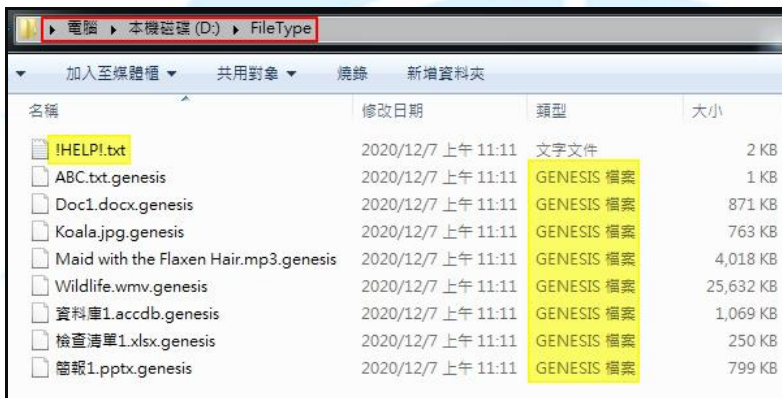 電腦 ▸ 本機磁碟 (D:) ▸ FileType
加入至媒體櫃 ▾ 共用對象 ▾ 燒錄 新增資料夾
名稱 修改日期 類型 大小
!HELP!.txt 2020/12/7 上午 11:11 文字文件 2 KB
ABC.txt.genesis 2020/12/7 上午 11:11 GENESIS 檔案 1 KB
Doc1.docx.genesis 2020/12/7 上午 11:11 GENESIS 檔案 871 KB
Koala.jpg.genesis 2020/12/7 上午 11:11 GENESIS 檔案 763 KB
Maid with the Flaxen Hair.mp3.genesis 2020/12/7 上午 11:11 GENESIS 檔案 4,018 KB
Wildlife.wmv.genesis 2020/12/7 上午 11:11 GENESIS 檔案 25,632 KB
資料庫1.accdb.genesis 2020/12/7 上午 11:11 GENESIS 檔案 1,069 KB
檢查清單1.xlsx.genesis 2020/12/7 上午 11:11 GENESIS 檔案 250 KB
簡報1.pptx.genesis 2020/12/7 上午 11:11 GENESIS 檔案 799 KB